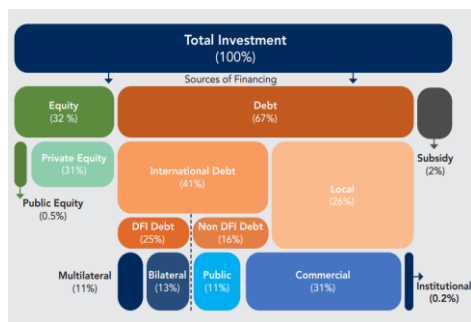 Total Investment
(100%)
Sources of Financing
Equity
(32 %)
Debt
(67%)
Private Equity
(31%)
International Debt
(41%)
Local
(26%)
Subsidy
(2%)
Public Equity
(0.5%)
DFI Debt
(25%)
Non DFI Debt
(16%)
Multilateral
(11%)
Bilateral
(13%)
Public
(11%)
Commercial
(31%)
Institutional
(0.2%)